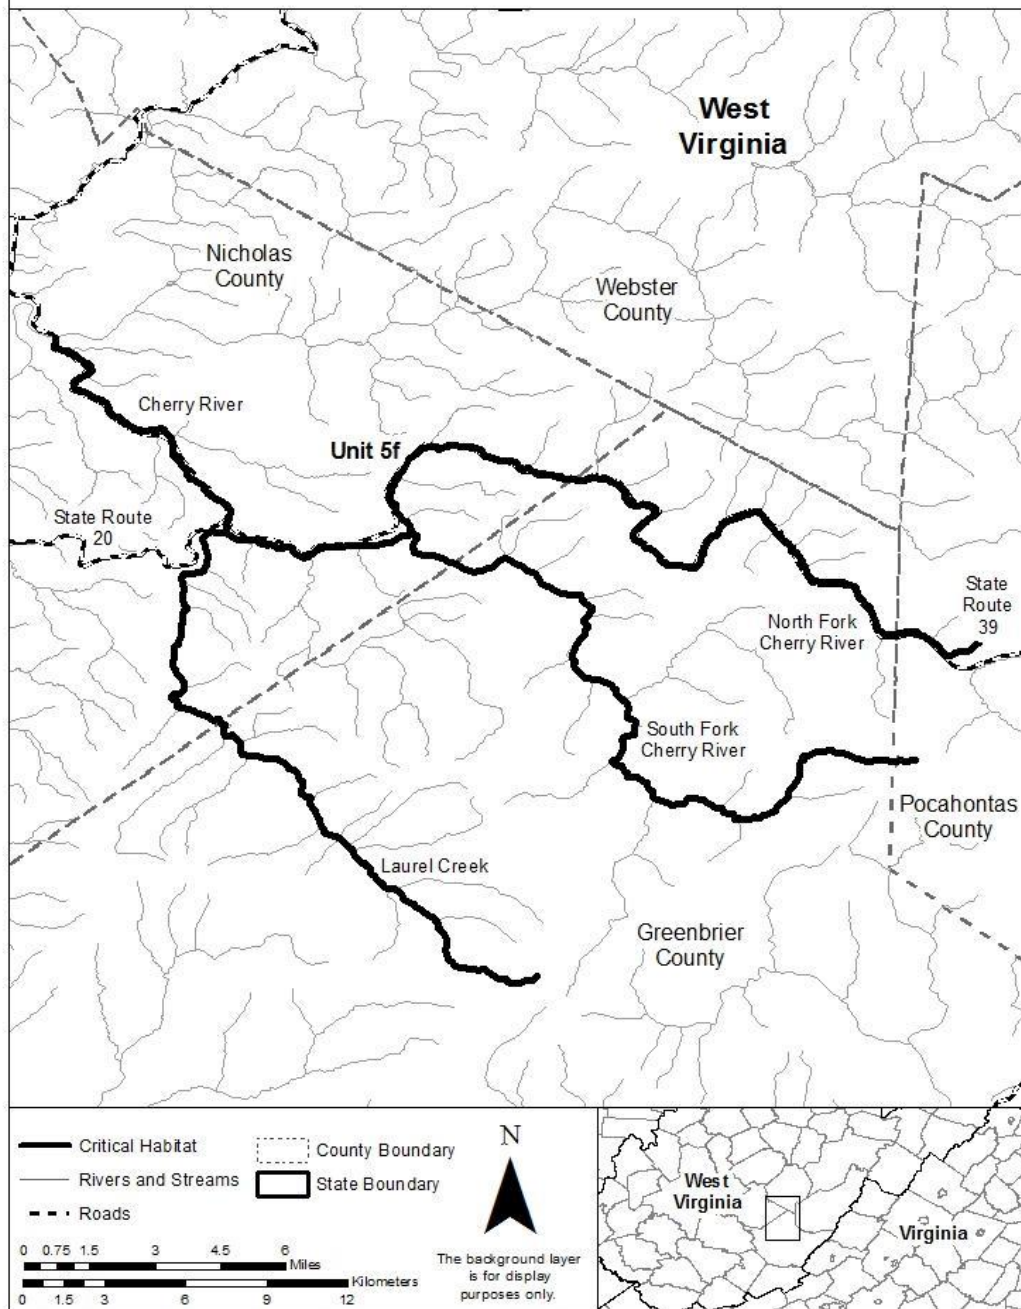 West
Virginia
Nicholas
County
Webster
County
Cherry River
Unit 5f
State Route
20
State
Route
39
North Fork
Cherry River
South Fork
Cherry River
Pocahontas
County
Laurel Creek
Greenbrier
County
Critical Habitat
Rivers and Streams
Roads
County Boundary
State Boundary
0 0.75 1.5 3 4.5 6
Miles
Kilometers
0 1.5 3 6 9 12
N
The background layer
is for display
purposes only.
West
Virginia
Virginia